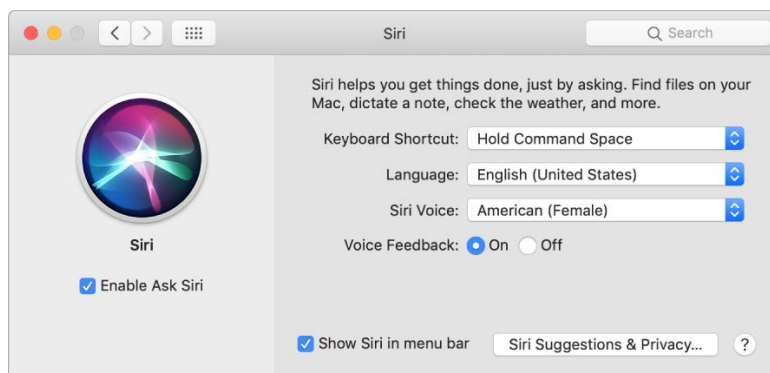 Siri
Search
Siri helps you get things done, just by asking. Find files on your
Mac, dictate a note, check the weather, and more.
Keyboard Shortcut: Hold Command Space
Language: English (United States)
Siri Voice: American (Female)
Siri
Voice Feedback: On Off
Enable Ask Siri
Show Siri in menu bar Siri Suggestions & Privacy... ?